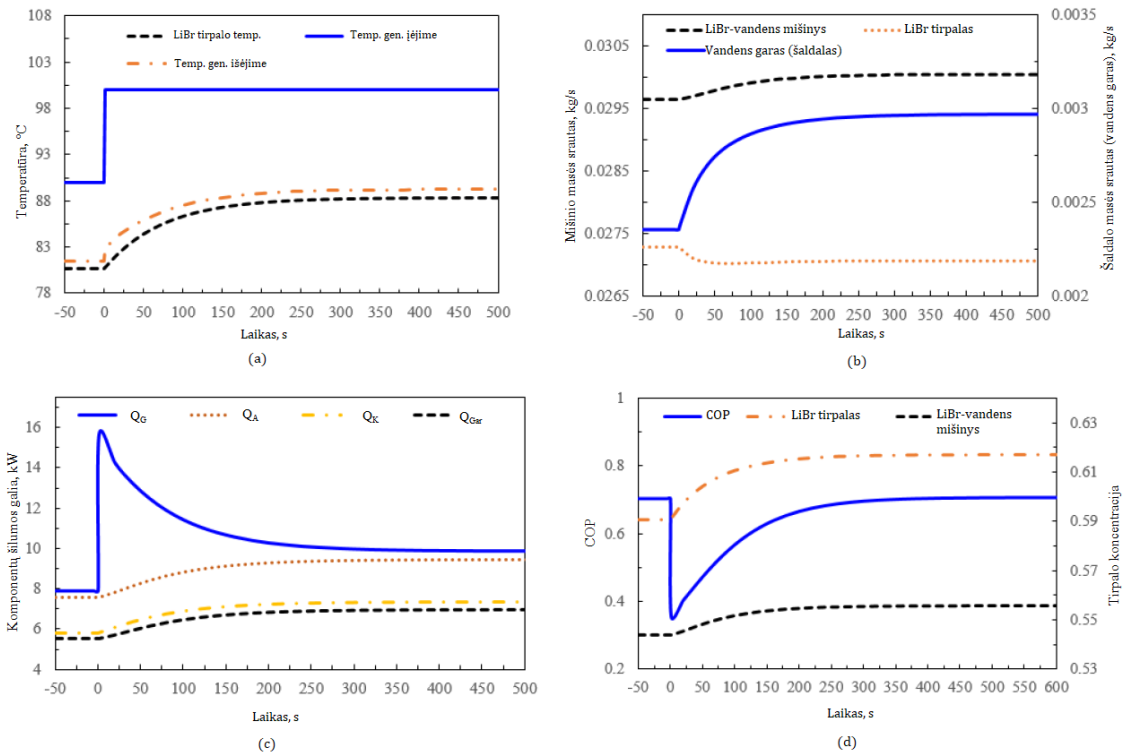 108
103
98
93
88
83
78
Temperatūra, °C
LiBr tirpalo temp.
Temp. gen. įėjime
Temp. gen. išėjime
-50 0 50 100 150 200 250 300 350 400 450 500
Laikas, s
(a)
0.0305
0.0295
0.0285
0.0275
0.0265
Mišinio masės srautas, kg/s
LiBr-vandens mišinys
LiBr tirpalas
Vandens garas (šaldalas)
0.0035
0.003
0.0025
0.002
Šaldalo masės srautas (vandens garas), kg/s
-50 0 50 100 150 200 250 300 350 400 450 500
Laikas, s
(b)
16
14
12
10
8
6
4
Komponentų šilumos galia, kW
Q_G
Q_A
Q_K
Q_Gar
-50 0 50 100 150 200 250 300 350 400 450 500
Laikas, s
(c)
1
0.8
0.6
0.4
0.2
COP
COP
LiBr tirpalas
LiBr-vandens
mišinys
0.63
0.61
0.59
0.57
0.55
0.53
Tirpalo koncentracija
-50 0 50 100 150 200 250 300 350 400 450 500 550 600
Laikas, s
(d)